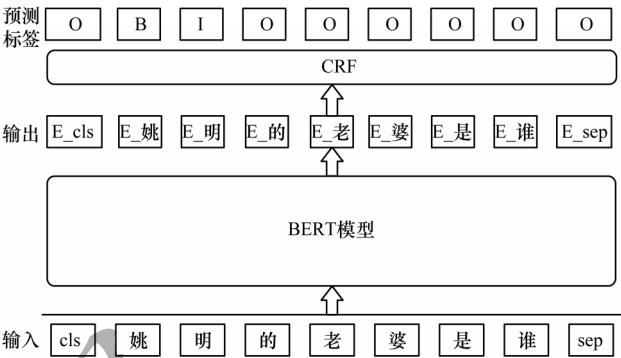 预测标签 O B I O O O O O O
CRF
输出 E_cls E_姚 E_明 E_的 E_老 E_婆 E_是 E_谁 E_sep
BERT模型
输入 cls 姚 明 的 老 婆 是 谁 sep